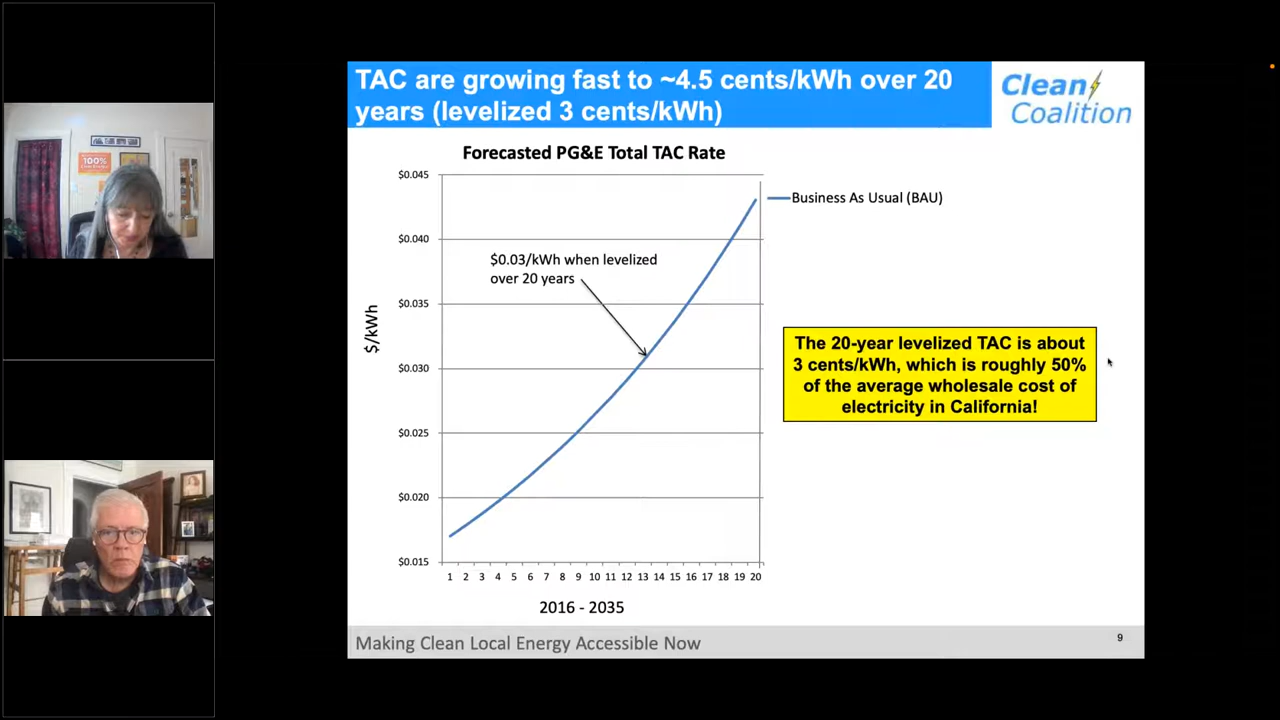 TAC are growing fast to ~4.5 cents/kWh over 20
years (levelized 3 cents/kWh)
Clean
Coalition
Forecasted PG&E Total TAC Rate
$0.045
$0.040
$0.035
$0.030
$0.025
$0.020
$0.015
$/kWh
Business As Usual (BAU)
$0.03/kWh when levelized
over 20 years
The 20-year levelized TAC is about
3 cents/kWh, which is roughly 50%
of the average wholesale cost of
electricity in California!
1 2 3 4 5 6 7 8 9 10 11 12 13 14 15 16 17 18 19 20
2016 - 2035
Making Clean Local Energy Accessible Now
9
100%